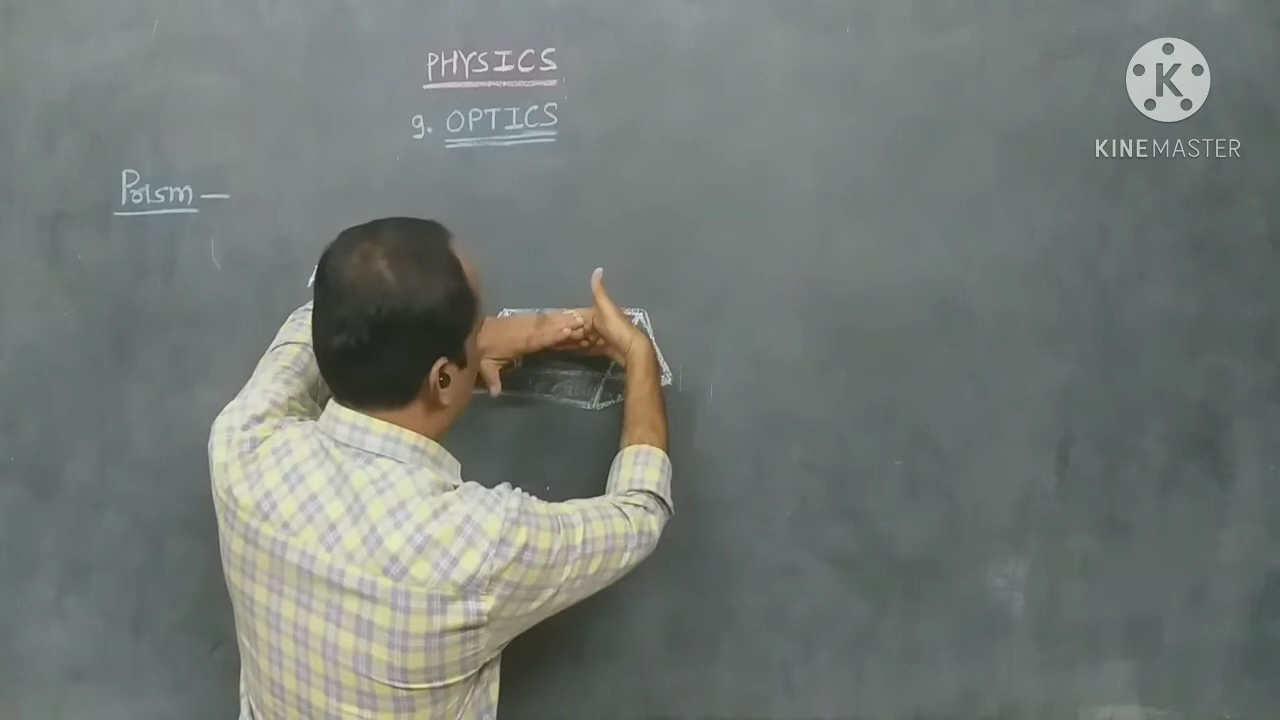 PHYSICS
9. OPTICS
Prism —
K
KINEMASTER